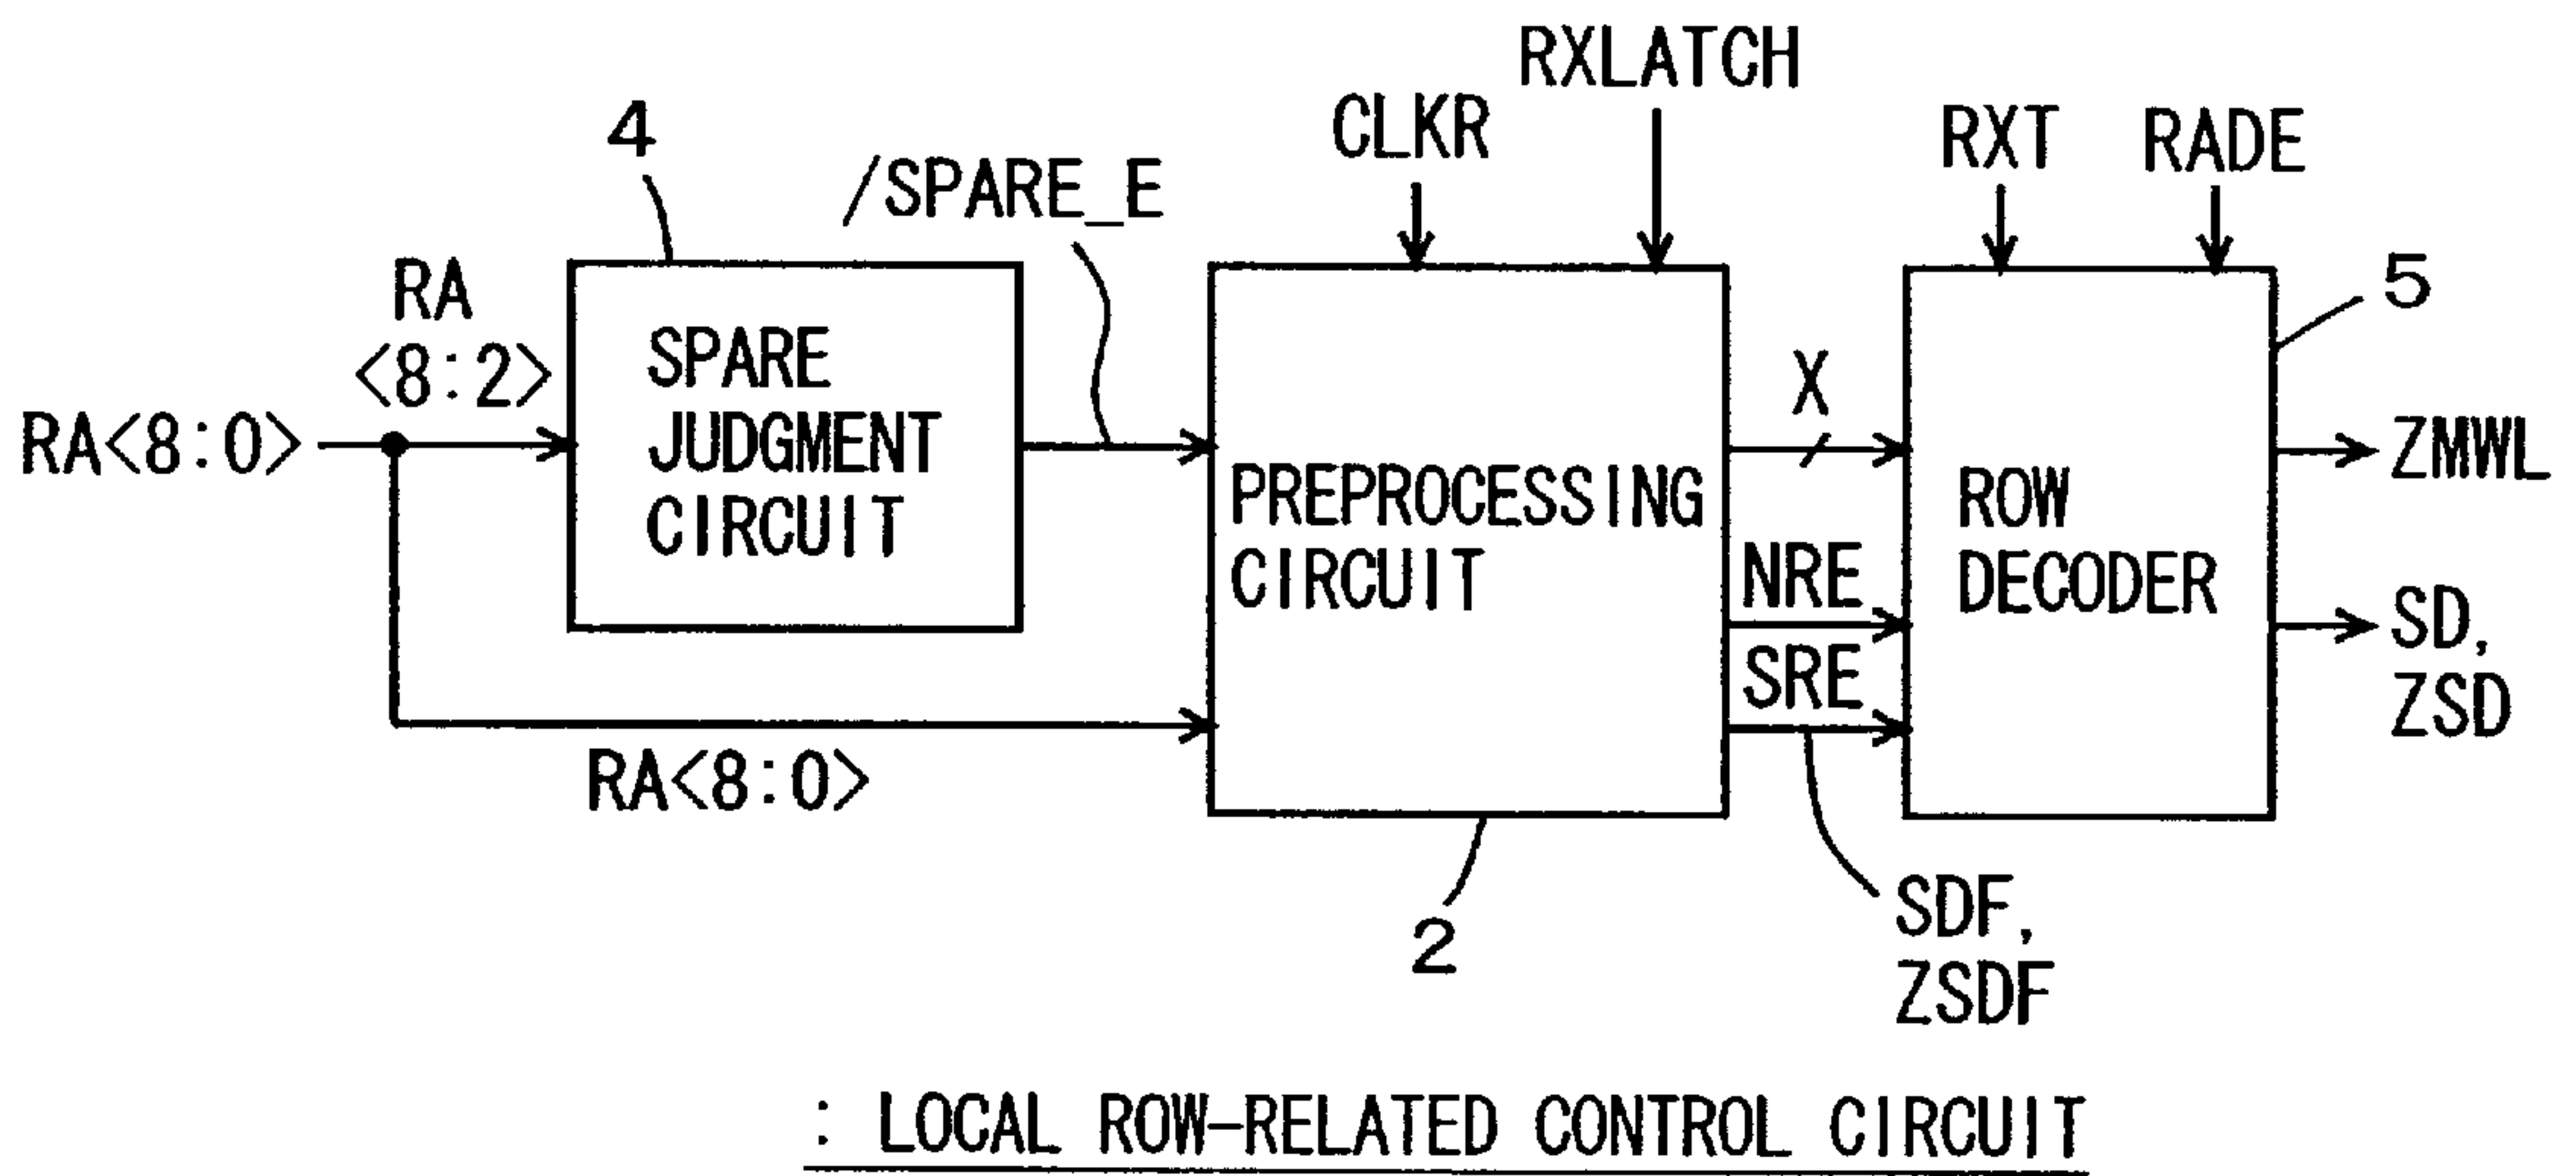 RXLATCH
CLKR
RXT
RADE
4
/SPARE_E
5
RA
<8:2>
RA<8:0>
SPARE
JUDGMENT
CIRCUIT
X
ZMWL
PREPROCESSING
CIRCUIT
NRE
SRE
ROW
DECODER
SD,
ZSD
RA<8:0>
2
SDF,
ZSDF
: LOCAL ROW-RELATED CONTROL CIRCUIT